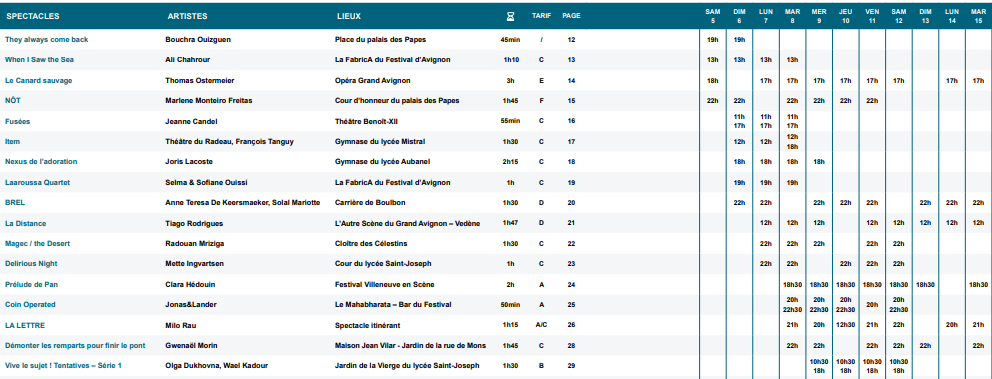 SPECTACLES ARTISTES LIEUX TARIF PAGE SAM 5 DIM 6 LUN 7 MAR 8 MER 9 JEU 10 VEN 11 SAM 12 DIM 13 LUN 14 MAR 15
They always come back Bouchra Ouizguen Place du palais des Papes 45min / 12 19h 19h
When I Saw the Sea Ali Chahrour La FabricA du Festival d'Avignon 1h10 C 13 13h 13h 13h 13h
Le Canard sauvage Thomas Ostermeier Opéra Grand Avignon 3h E 14 18h 17h 17h 17h 17h 17h 17h 17h 17h
NÔT Marlene Monteiro Freitas Cour d'honneur du palais des Papes 1h45 F 15 22h 22h 22h 22h 22h 22h
Fusées Jeanne Candel Théâtre Benoît-XII 55min C 16 11h 17h 11h 17h 11h 17h
Item Théâtre du Radeau, François Tanguy Gymnase du lycée Mistral 1h30 C 17 12h 12h 12h 18h
Nexus de l'adoration Joris Lacoste Gymnase du lycée Aubanel 2h15 C 18 18h 18h 18h 18h
Laaroussa Quartet Selma & Sofiane Ouissi La FabricA du Festival d'Avignon 1h C 19 19h 19h 19h
BREL Anne Teresa De Keersmaeker, Solal Mariotte Carrière de Boulbon 1h30 D 20 22h 22h 22h 22h 22h 22h 22h 22h 22h
La Distance Tiago Rodrigues L'Autre Scène du Grand Avignon – Vedène 1h47 D 21 12h 12h 12h 12h 12h 12h 12h 12h
Magec / the Desert Radouan Mriziga Cloître des Célestins 1h30 C 22 22h 22h 22h 22h
Delirious Night Mette Ingvartsen Cour du lycée Saint-Joseph 1h C 23 22h 22h 22h 22h 22h
Prélude de Pan Clara Hédouin Festival Villeneuve en Scène 2h A 24 18h30 18h30 18h30 18h30 18h30 18h30 18h30
Coin Operated Jonas&Lander Le Mahabharata – Bar du Festival 50min A 25 20h 22h30 20h 22h30 20h 22h30 20h 20h 22h30
LA LETTRE Milo Rau Spectacle itinérant 1h15 A/C 26 21h 20h 12h30 21h 22h 20h 21h
Démonter les remparts pour finir le pont Gwenaël Morin Maison Jean Vilar - Jardin de la rue de Mons 1h45 C 28 22h 22h 22h 22h 22h 22h
Vive le sujet ! Tentatives – Série 1 Olga Dukhovna, Wael Kadour Jardin de la Vierge du lycée Saint-Joseph 1h30 B 29 10h30 18h 10h30 18h 10h30 18h 10h30 18h